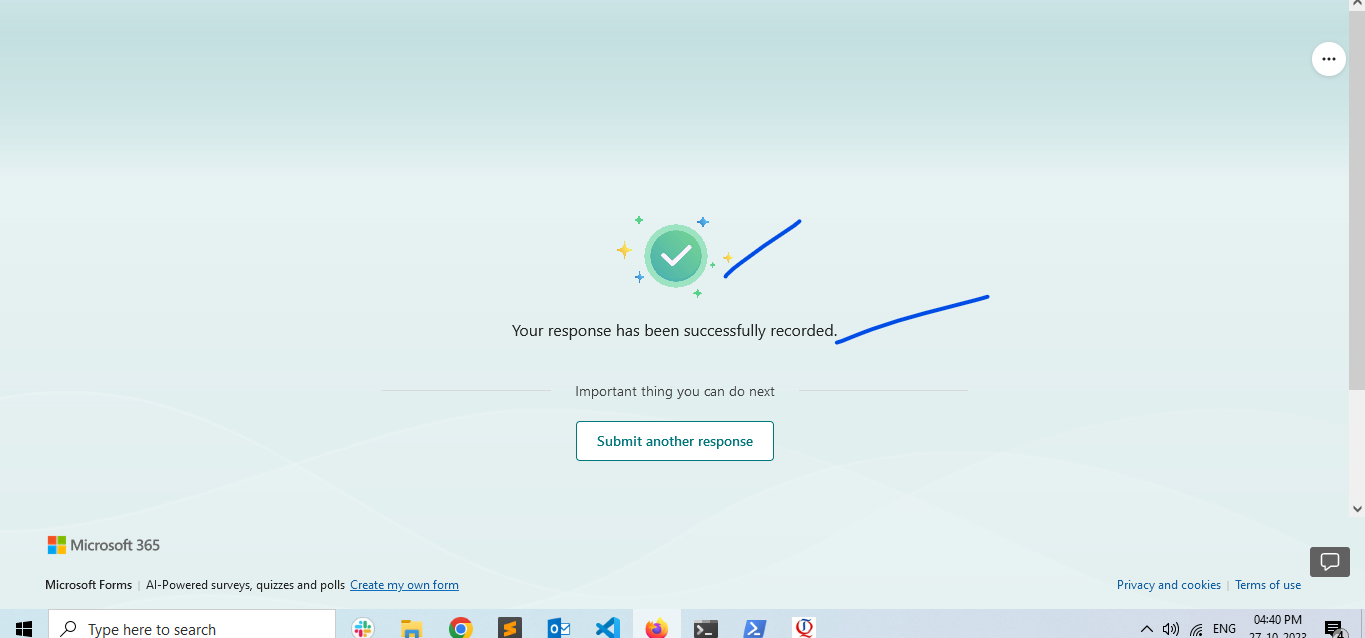 Your response has been successfully recorded.
Important thing you can do next
Submit another response
Microsoft 365
Microsoft Forms | AI-Powered surveys, quizzes and polls Create my own form
Privacy and cookies | Terms of use
Type here to search
ENG
04:40 PM
27-10-2023
4